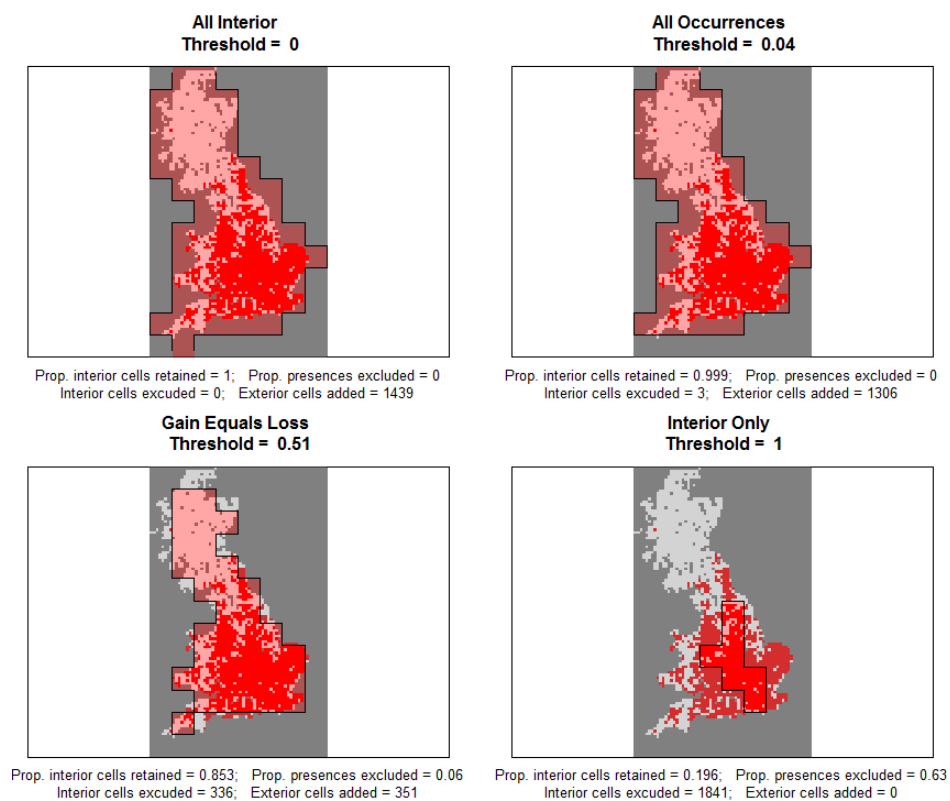 All Interior
Threshold = 0
All Occurrences
Threshold = 0.04
Prop. interior cells retained = 1; Prop. presences excluded = 0
Interior cells excuded = 0; Exterior cells added = 1439
Prop. interior cells retained = 0.999; Prop. presences excluded = 0
Interior cells excuded = 3; Exterior cells added = 1306
Gain Equals Loss
Threshold = 0.51
Interior Only
Threshold = 1
Prop. interior cells retained = 0.853; Prop. presences excluded = 0.06
Interior cells excuded = 336; Exterior cells added = 351
Prop. interior cells retained = 0.196; Prop. presences excluded = 0.63
Interior cells excuded = 1841; Exterior cells added = 0